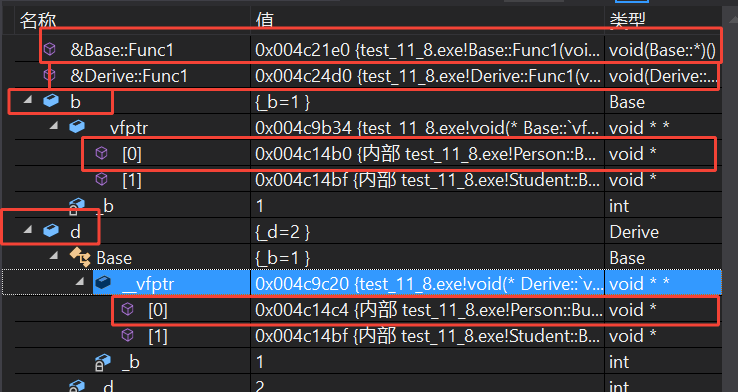 名称 值 类型
&Base::Func1 0x004c21e0 {test_11_8.exe!Base::Func1(voi... void(Base::*)()
&Derive::Func1 0x004c24d0 {test_11_8.exe!Derive::Func1(v... void(Derive::...
b {_b=1 } Base
__vfptr 0x004c9b34 {test_11_8.exe!void(* Base::`vf... void * *
[0] 0x004c14b0 {内部 test_11_8.exe!Person::B... void *
[1] 0x004c14bf {内部 test_11_8.exe!Student::B... void *
_b 1 int
d {_d=2 } Derive
Base {_b=1 } Base
__vfptr 0x004c9c20 {test_11_8.exe!void(* Derive::`v... void * *
[0] 0x004c14c4 {内部 test_11_8.exe!Person::Bu... void *
[1] 0x004c14bf {内部 test_11_8.exe!Student::B... void *
_b 1 int
_d 2 int